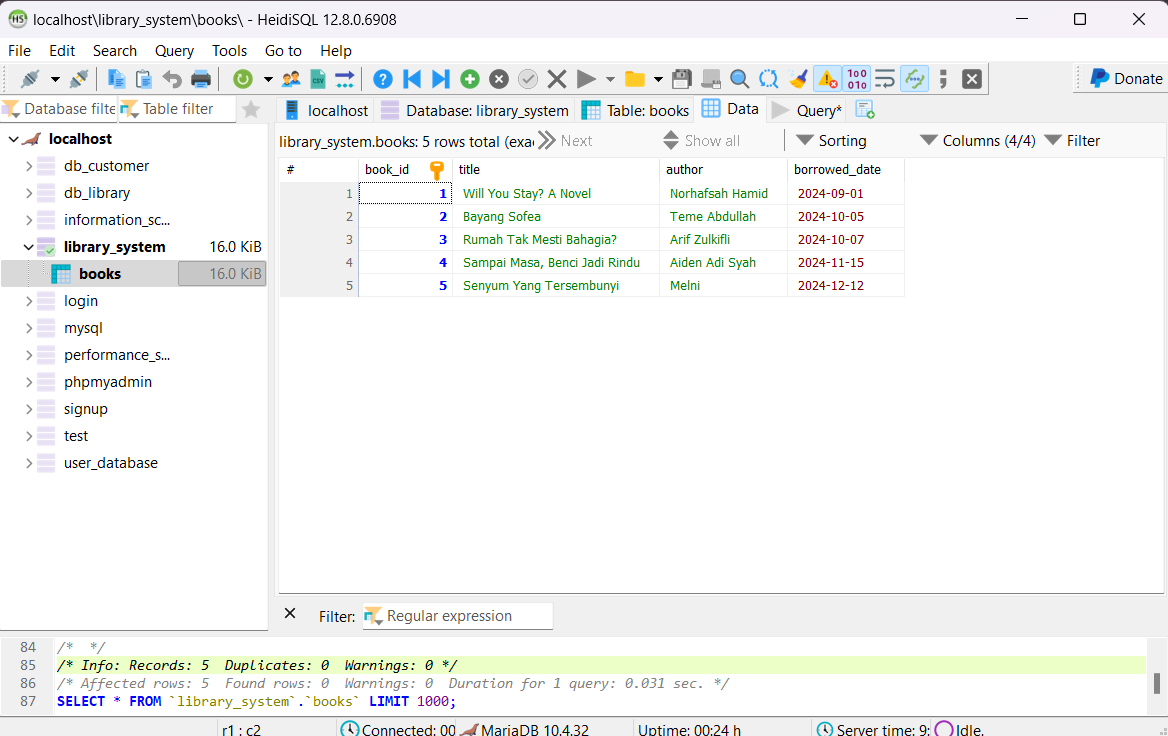 localhost\library_system\books\ - HeidiSQL 12.8.0.6908
File Edit Search Query Tools Go to Help
Donate
Database filte Table filter localhost Database: library_system Table: books Data Query*
library_system.books: 5 rows total (exa Next Show all Sorting Columns (4/4) Filter
localhost
db_customer
db_library
information_sc...
library_system 16.0 KiB
books 16.0 KiB
login
mysql
performance_s...
phpmyadmin
signup
test
user_database
# book_id title author borrowed_date
1 1 Will You Stay? A Novel Norhafsah Hamid 2024-09-01
2 2 Bayang Sofea Teme Abdullah 2024-10-05
3 3 Rumah Tak Mesti Bahagia? Arif Zulkifli 2024-10-07
4 4 Sampai Masa, Benci Jadi Rindu Aiden Adi Syah 2024-11-15
5 5 Senyum Yang Tersembunyi Melni 2024-12-12
Filter: Regular expression
84 /* */
85 /* Info: Records: 5 Duplicates: 0 Warnings: 0 */
86 /* Affected rows: 5 Found rows: 0 Warnings: 0 Duration for 1 query: 0.031 sec. */
87 SELECT * FROM `library_system`.`books` LIMIT 1000;
r1 : c2 Connected: 00 MariaDB 10.4.32 Uptime: 00:24 h Server time: 9: Idle.